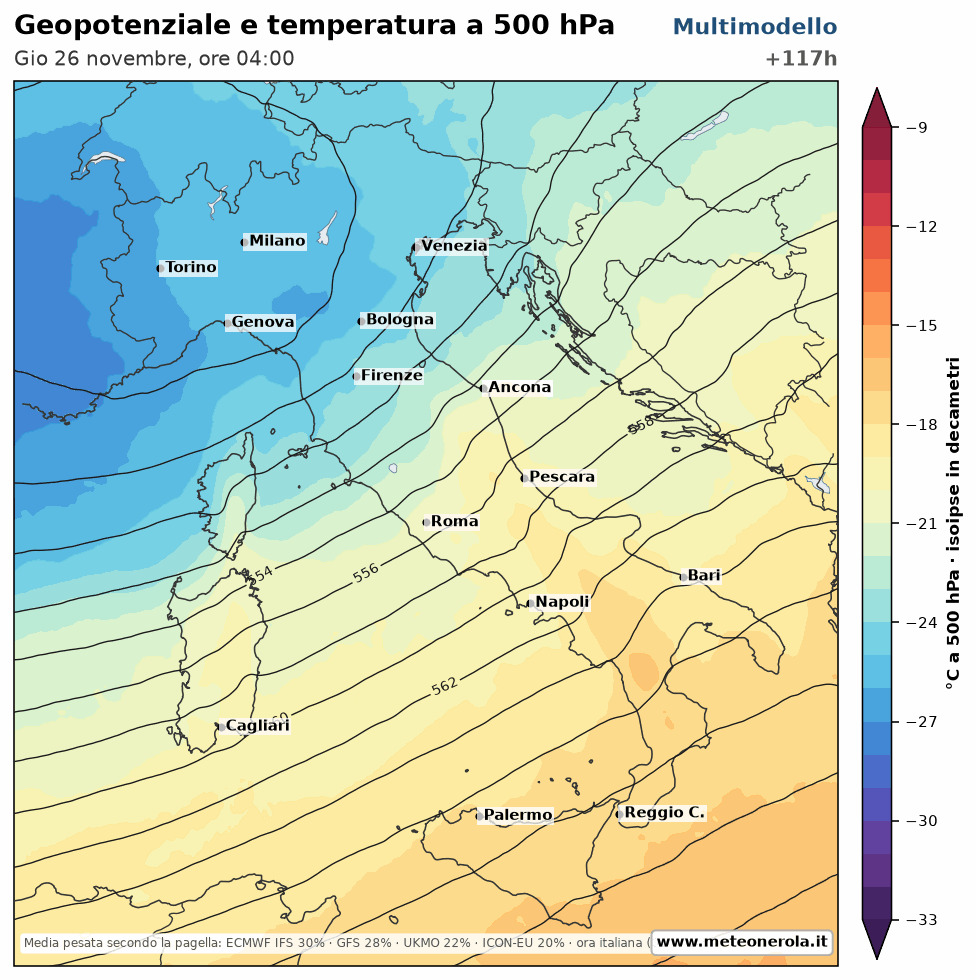 Geopotenziale e temperatura a 500 hPa
Multimodello
Gio 26 novembre, ore 04:00
+117h
Milano
Venezia
Torino
Genova
Bologna
Firenze
Ancona
558
Pescara
Roma
554
556
Bari
Napoli
562
Cagliari
Palermo
Reggio C.
−9
−12
−15
−18
−21
−24
−27
−30
−33
°C a 500 hPa · isoipse in decametri
Media pesata secondo la pagella: ECMWF IFS 30% · GFS 28% · UKMO 22% · ICON-EU 20% · ora italiana (
www.meteonerola.it